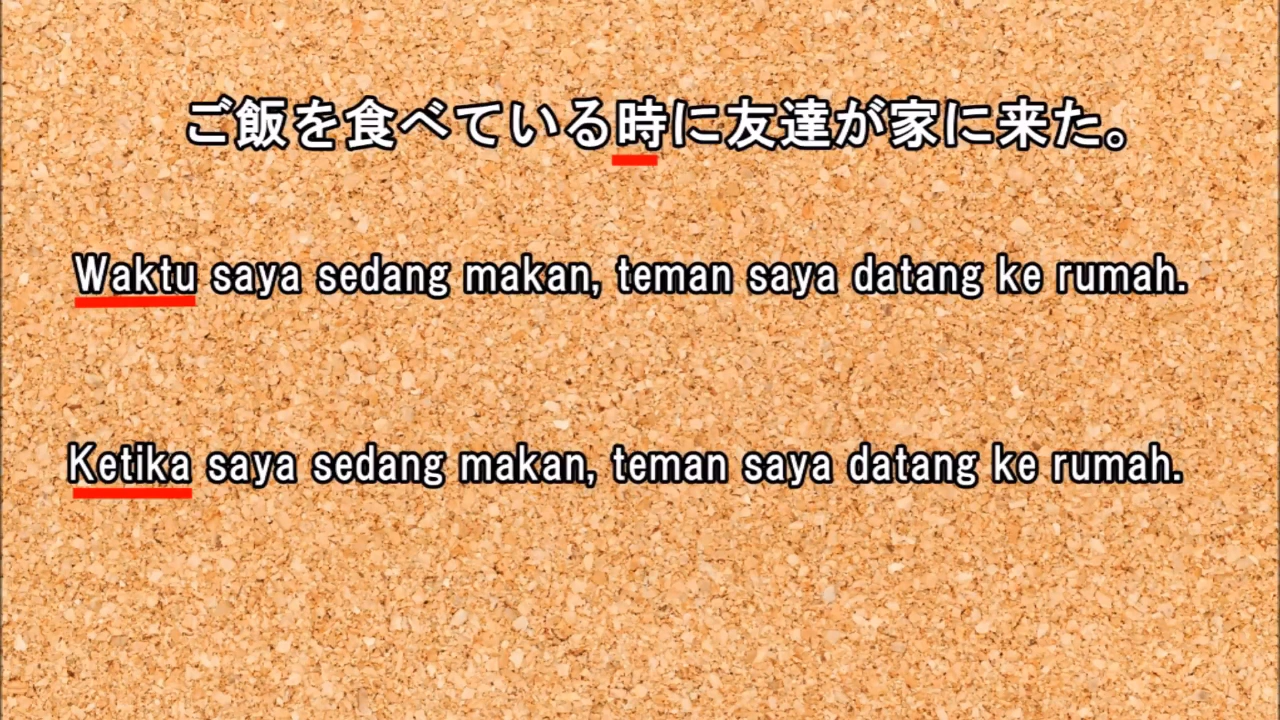 ご飯を食べている時に友達が家に来た。
Waktu saya sedang makan, teman saya datang ke rumah.
Ketika saya sedang makan, teman saya datang ke rumah.